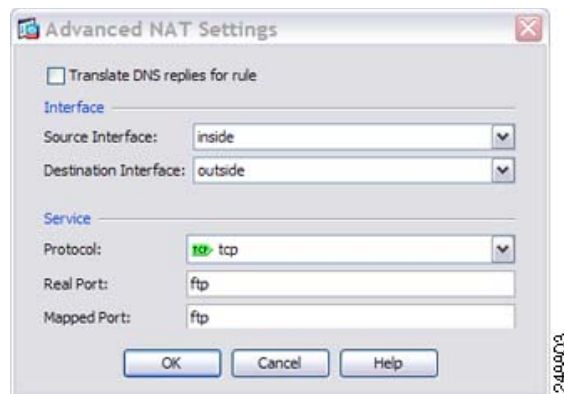 Advanced NAT Settings
Translate DNS replies for rule
Interface
Source Interface: inside
Destination Interface: outside
Service
Protocol: TCP tcp
Real Port: ftp
Mapped Port: ftp
OK Cancel Help
248803